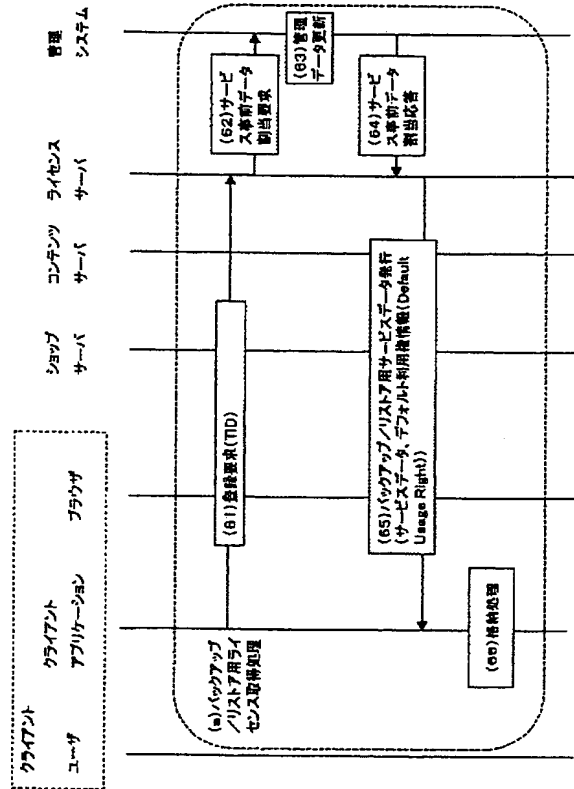 クライアント
ユーザ
クライアント
アプリケーション
ブラウザ
ショップ
サーバ
コンテンツ
サーバ
ライセンス
サーバ
管理
システム
(a)バックアップ
/リストア用ライ
センス取得処理
(61)登録要求(TID)
(62)サービ
ス事前データ
割当要求
(63)管理
データ更新
(64)サービ
ス事前データ
割当応答
(65)バックアップ/リストア用サービスデータ発行
(サービスデータ、デフォルト利用権情報(Default
Usage Right))
(66)格納処理